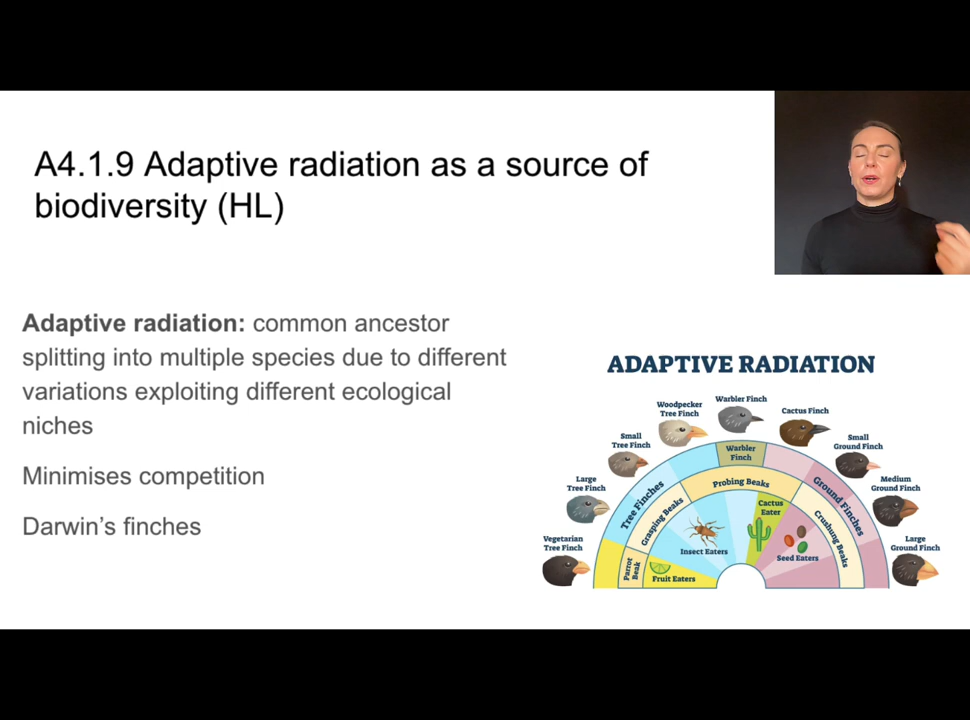 A4.1.9 Adaptive radiation as a source of
biodiversity (HL)
Adaptive radiation: common ancestor
splitting into multiple species due to different
variations exploiting different ecological
niches
Minimises competition
Darwin’s finches
ADAPTIVE RADIATION
Vegetarian
Tree Finch
Large
Tree Finch
Small
Tree Finch
Woodpecker
Tree Finch
Warbler Finch
Cactus Finch
Small
Ground Finch
Medium
Ground Finch
Large
Ground Finch
Tree Finches
Warbler
Finch
Ground Finches
Parrot
Beak
Grasping Beaks
Probing Beaks
Crushing Beaks
Fruit Eaters
Insect Eaters
Cactus
Eater
Seed Eaters